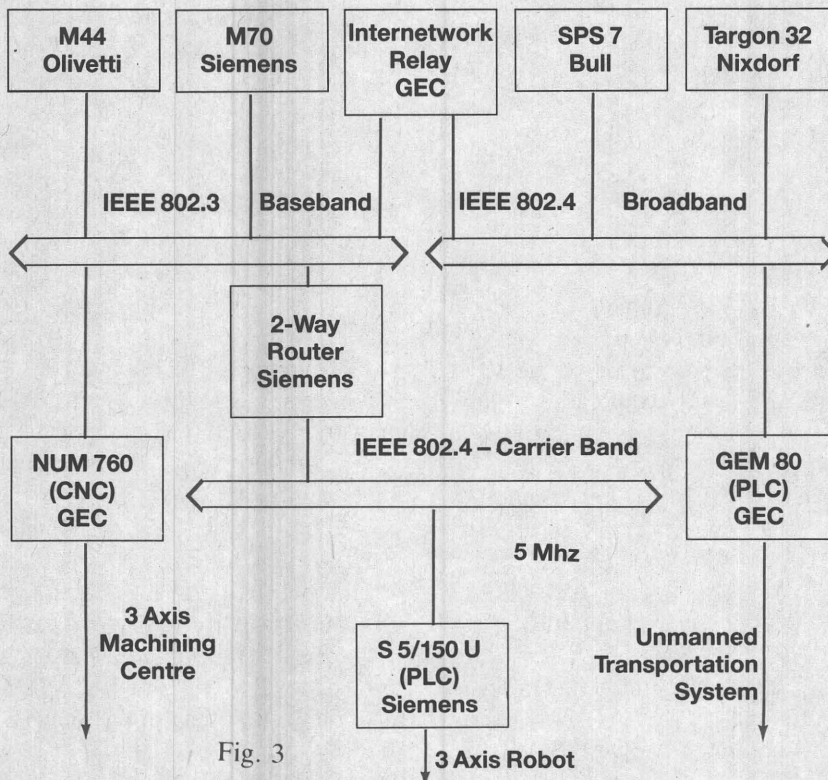 M44
Olivetti
M70
Siemens
Internetwork
Relay
GEC
SPS 7
Bull
Targon 32
Nixdorf
IEEE 802.3 Baseband
IEEE 802.4 Broadband
2-Way
Router
Siemens
IEEE 802.4 – Carrier Band
NUM 760
(CNC)
GEC
GEM 80
(PLC)
GEC
5 Mhz
3 Axis
Machining
Centre
S 5/150 U
(PLC)
Siemens
Unmanned
Transportation
System
Fig. 3
3 Axis Robot